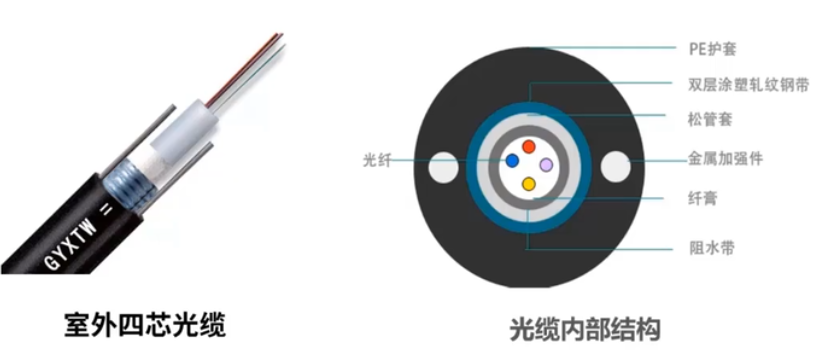 GYXTW =
室外四芯光缆
PE护套
双层涂塑轧纹钢带
松管套
光纤
金属加强件
纤膏
阻水带
光缆内部结构